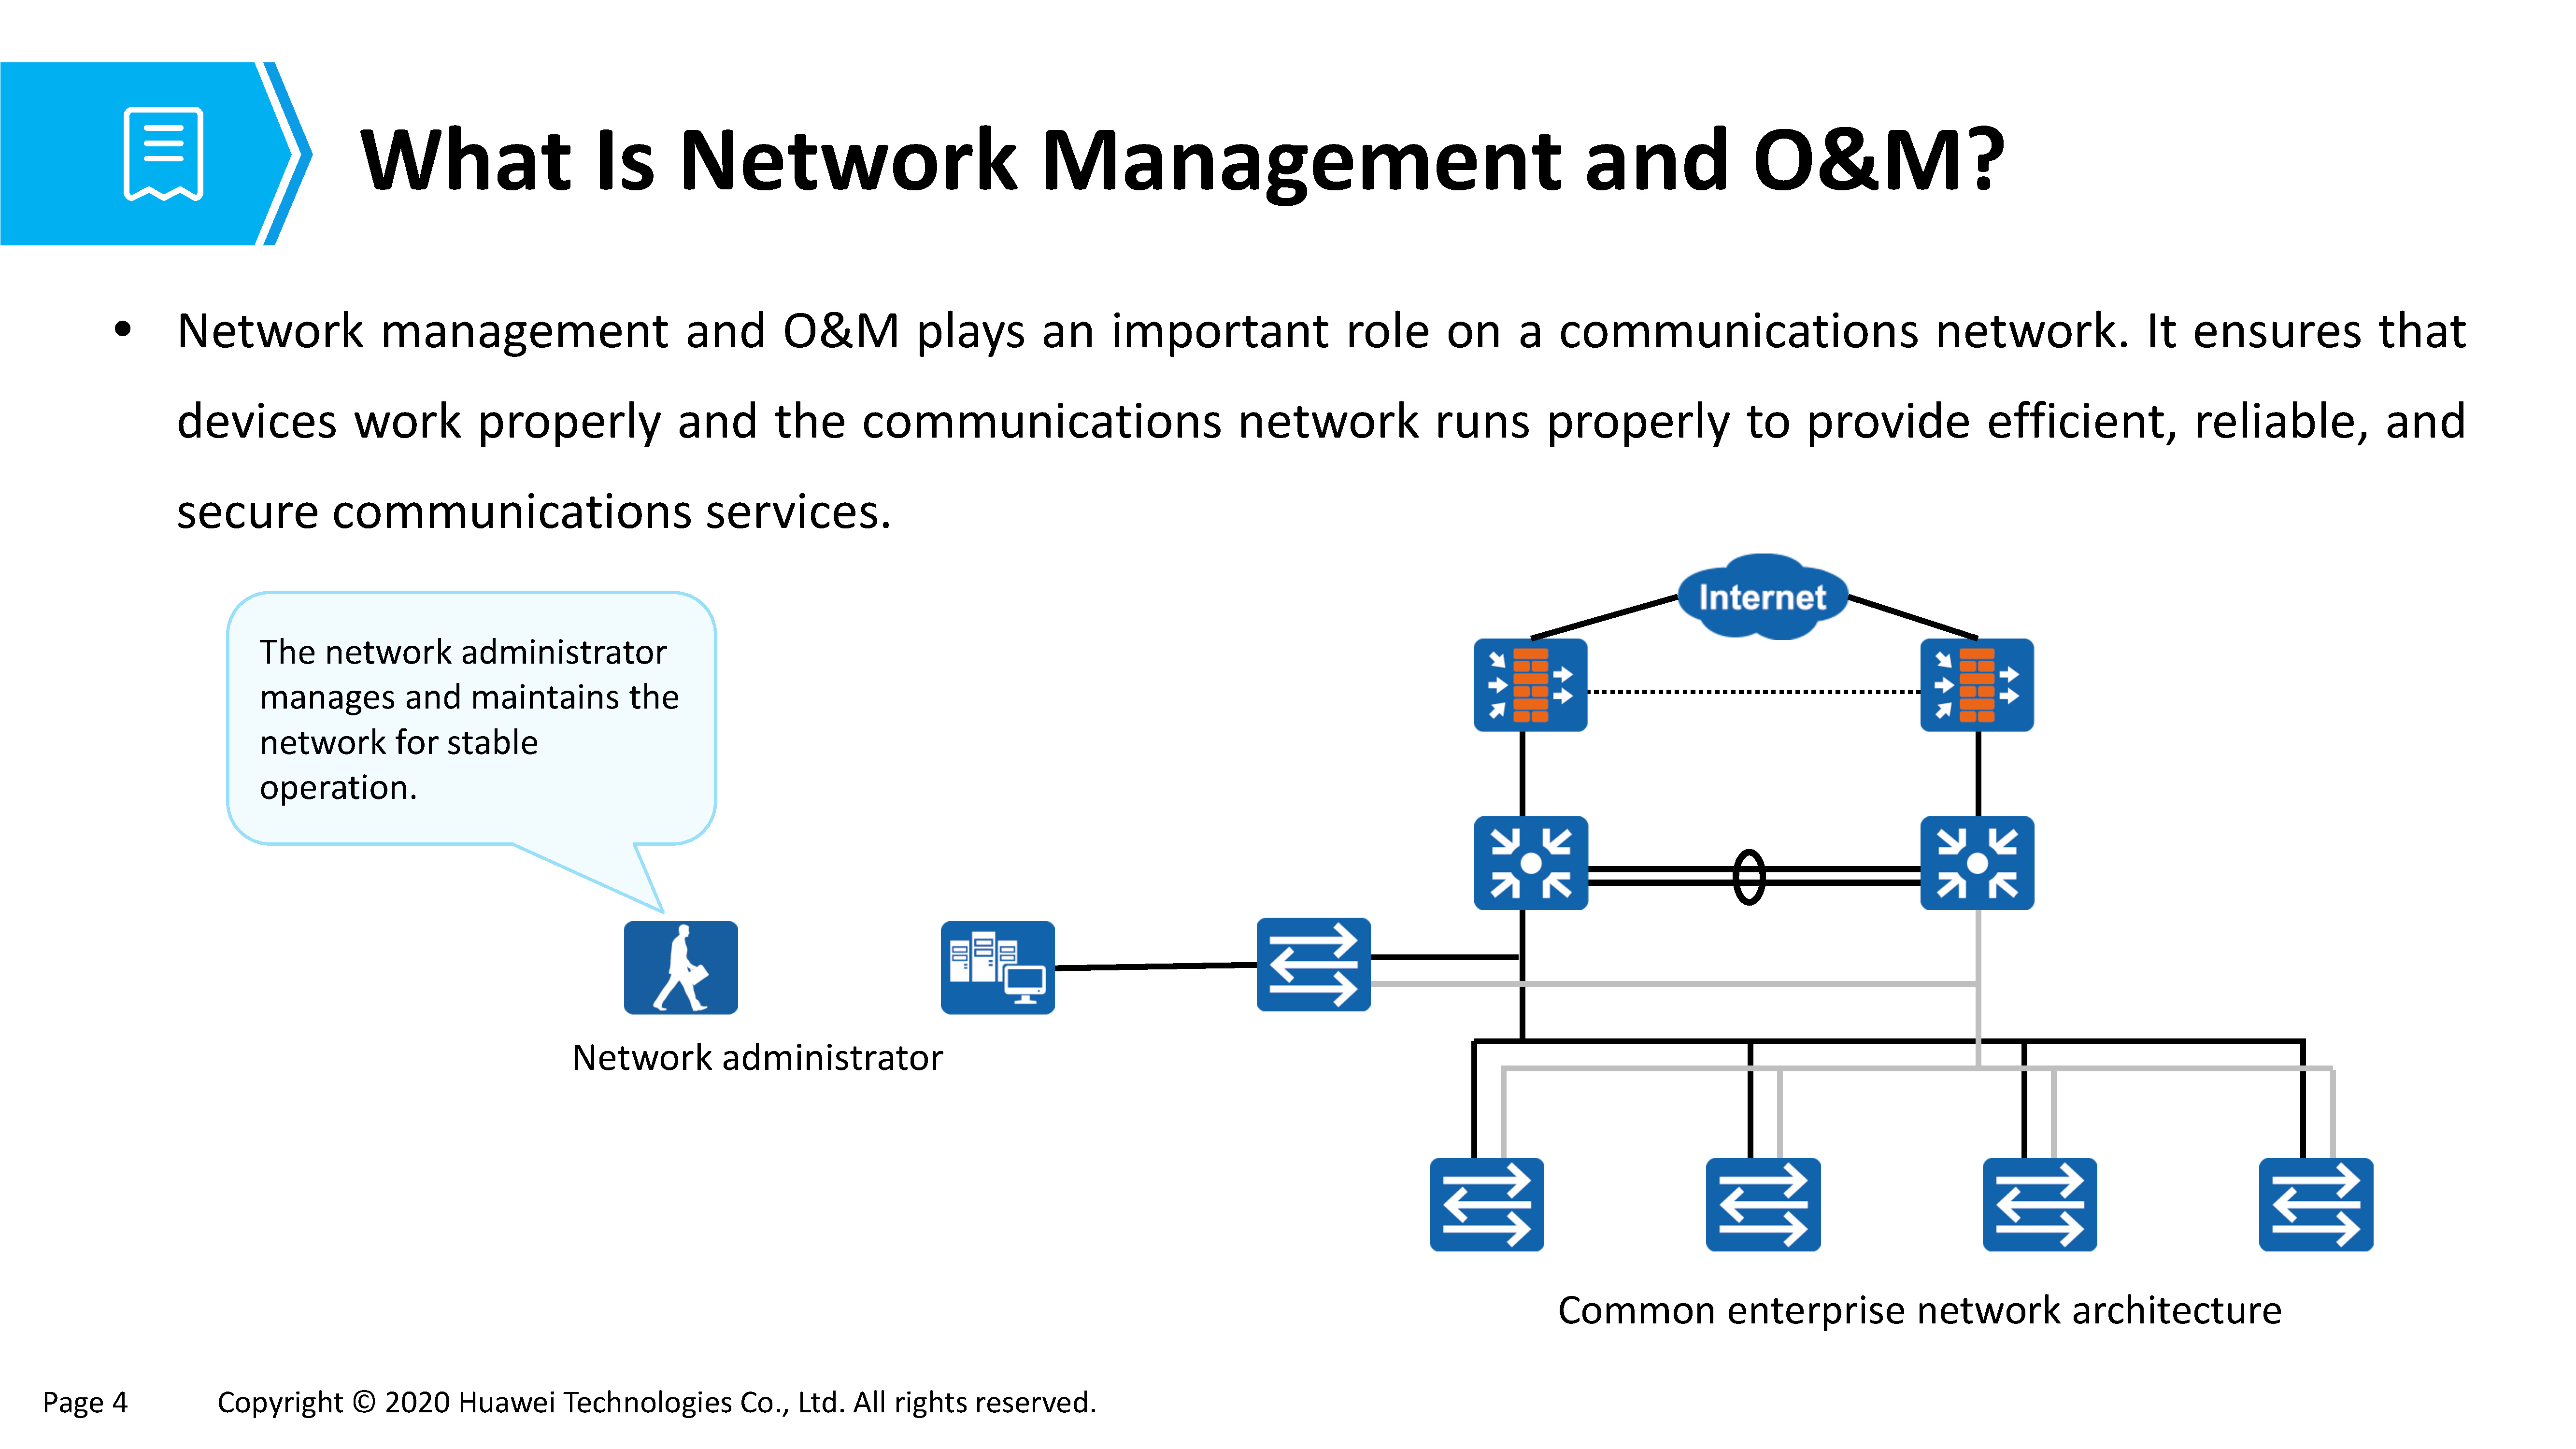 What Is Network Management and O&M?
• Network management and O&M plays an important role on a communications network. It ensures that
devices work properly and the communications network runs properly to provide efficient, reliable, and
secure communications services.
Internet
The network administrator
manages and maintains the
network for stable
operation.
Network administrator
Common enterprise network architecture
Page 4 Copyright © 2020 Huawei Technologies Co., Ltd. All rights reserved.